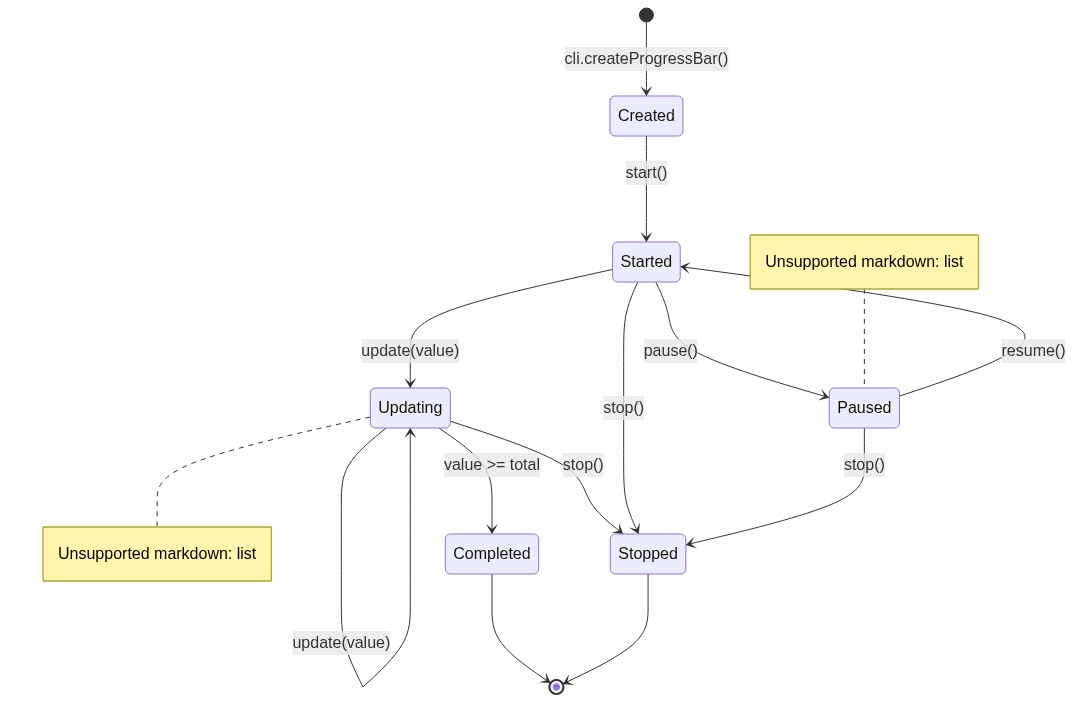 cli.createProgressBar()
Created
start()
Started
Unsupported markdown: list
update(value)
pause()
resume()
Updating
stop()
Paused
value >= total
stop()
stop()
Unsupported markdown: list
Completed
Stopped
update(value)